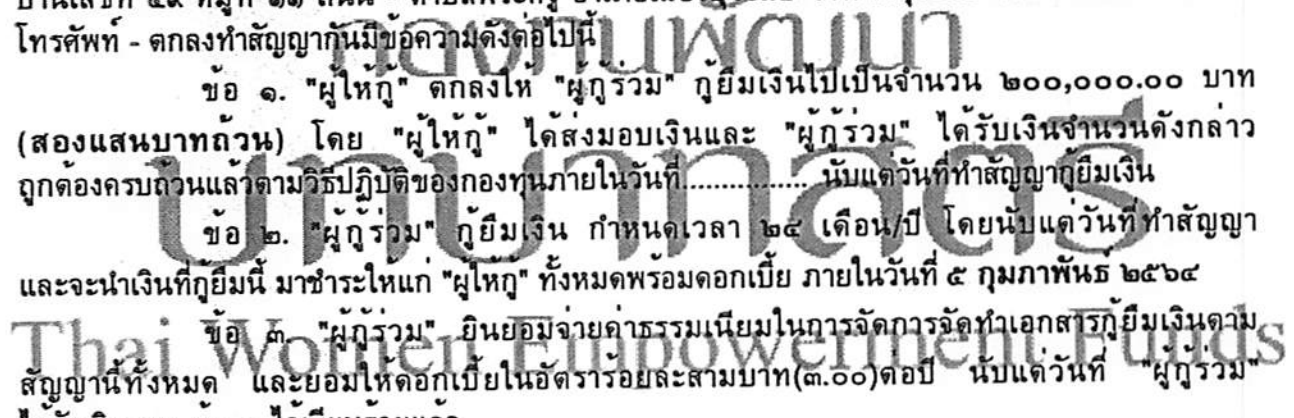 บ้านเลขที่ ๔๙ หมู่ที่ ๑๑ ถนน -
โทรศัพท์ - ตกลงทำสัญญากันมีข้อความดังต่อไปนี้
กองทุนพัฒนา
ข้อ ๑. "ผู้ให้กู้" ตกลงให้ "ผู้กู้ร่วม" กู้ยืมเงินไปเป็นจำนวน ๒๐๐,๐๐๐.๐๐ บาท
(สองแสนบาทถ้วน) โดย "ผู้ให้กู้" ได้ส่งมอบเงินและ "ผู้กู้ร่วม" ได้รับเงินจำนวนดังกล่าว
ถูกต้องครบถ้วนแล้วตามวิธีปฏิบัติของกองทุนภายในวันที่................ นับแต่วันที่ทำสัญญากู้ยืมเงิน
บทบาทสตรี
ข้อ ๒. "ผู้กู้ร่วม" กู้ยืมเงิน กำหนดเวลา ๒๔ เดือน/ปี โดยนับแต่วันที่ทำสัญญา
และจะนำเงินที่กู้ยืมนี้ มาชำระให้แก่ "ผู้ให้กู้" ทั้งหมดพร้อมดอกเบี้ย ภายในวันที่ ๕ กุมภาพันธ์ ๒๕๖๔
Thai Women Empowerment Funds
ข้อ ๓. "ผู้กู้ร่วม" ยินยอมจ่ายค่าธรรมเนียมในการจัดการจัดทำเอกสารกู้ยืมเงินตาม
สัญญานี้ทั้งหมด และยอมให้ดอกเบี้ยในอัตราร้อยละสามบาท(๓.๐๐)ต่อปี นับแต่วันที่ "ผู้กู้ร่วม"